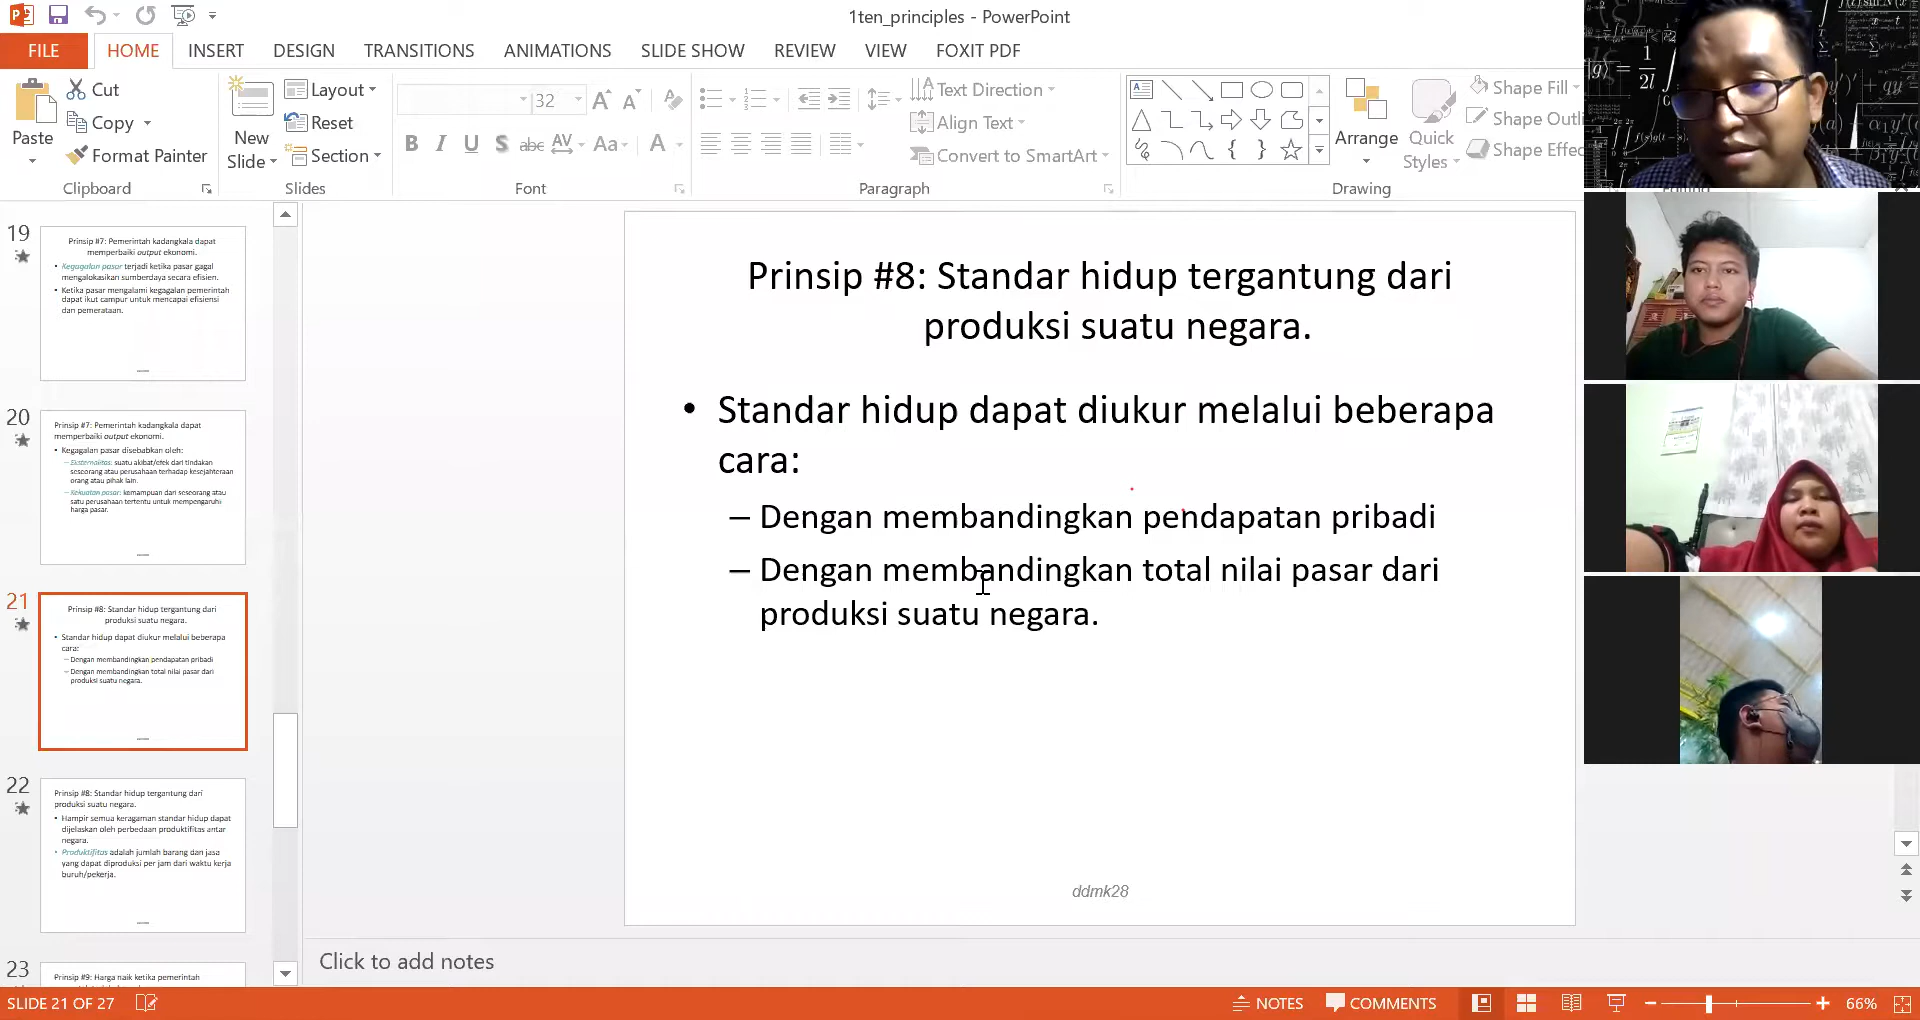 1ten_principles - PowerPoint
FILE HOME INSERT DESIGN TRANSITIONS ANIMATIONS SLIDE SHOW REVIEW VIEW FOXIT PDF
Paste
Cut
Copy
Format Painter
Clipboard
New
Slide
Layout
Reset
Section
Slides
32
B I U S abc AV Aa A
Font
Text Direction
Align Text
Convert to SmartArt
Paragraph
Arrange
Quick
Styles
Shape Fill
Shape Outl
Shape Effec
Drawing
19
Prinsip #7: Pemerintah kadangkala dapat
memperbaiki output ekonomi.
• Kegagalan pasar terjadi ketika pasar gagal
mengalokasikan sumberdaya secara efisien.
• Ketika pasar mengalami kegagalan pemerintah
dapat ikut campur untuk mencapai efisiensi
dan pemerataan.
20
Prinsip #7: Pemerintah kadangkala dapat
memperbaiki output ekonomi.
• Kegagalan pasar disebabkan oleh:
– Eksternalitas: suatu akibat/efek dari tindakan
seseorang atau perusahaan terhadap kesejahteraan
orang atau pihak lain.
– Kekuatan pasar: kemampuan dari seseorang atau
satu perusahaan tertentu untuk mempengaruhi
harga pasar.
21
Prinsip #8: Standar hidup tergantung dari
produksi suatu negara.
• Standar hidup dapat diukur melalui beberapa
cara:
– Dengan membandingkan pendapatan pribadi
– Dengan membandingkan total nilai pasar dari
produksi suatu negara.
22
Prinsip #8: Standar hidup tergantung dari
produksi suatu negara.
• Hampir semua keragaman standar hidup dapat
dijelaskan oleh perbedaan produktifitas antar
negara.
• Produktifitas adalah jumlah barang dan jasa
yang dapat diproduksi per jam dari waktu kerja
buruh/pekerja.
23
Prinsip #9: Harga naik ketika pemerintah
Prinsip #8: Standar hidup tergantung dari
produksi suatu negara.
• Standar hidup dapat diukur melalui beberapa
cara:
– Dengan membandingkan pendapatan pribadi
– Dengan membandingkan total nilai pasar dari
produksi suatu negara.
ddmk28
Click to add notes
SLIDE 21 OF 27
NOTES COMMENTS 66%